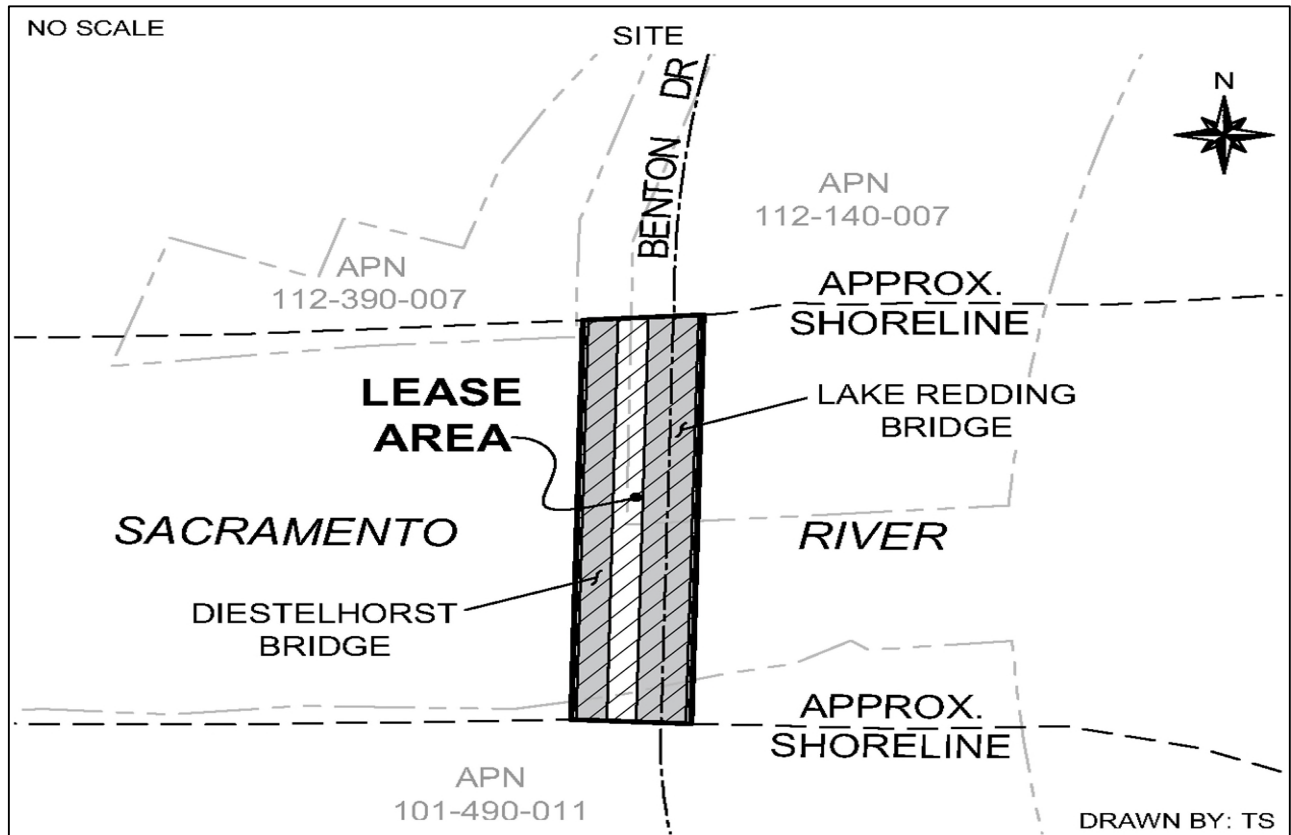 NO SCALE
SITE
BENTON DR
N
APN
112-140-007
APN
112-390-007
APPROX.
SHORELINE
LEASE
AREA
LAKE REDDING
BRIDGE
SACRAMENTO
RIVER
DIESTELHORST
BRIDGE
APPROX.
SHORELINE
APN
101-490-011
DRAWN BY: TS